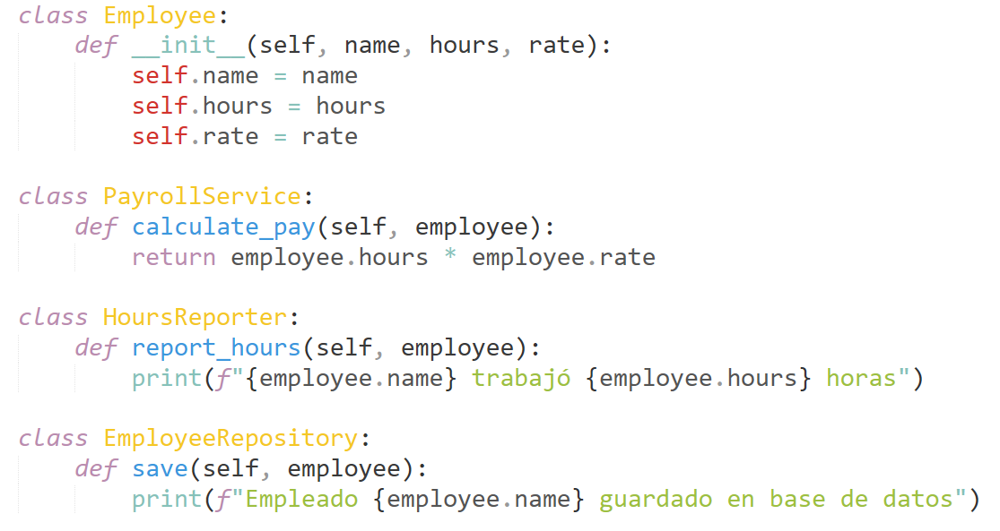 class Employee:
    def __init__(self, name, hours, rate):
        self.name = name
        self.hours = hours
        self.rate = rate

class PayrollService:
    def calculate_pay(self, employee):
        return employee.hours * employee.rate

class HoursReporter:
    def report_hours(self, employee):
        print(f"{employee.name} trabajó {employee.hours} horas")

class EmployeeRepository:
    def save(self, employee):
        print(f"Empleado {employee.name} guardado en base de datos")